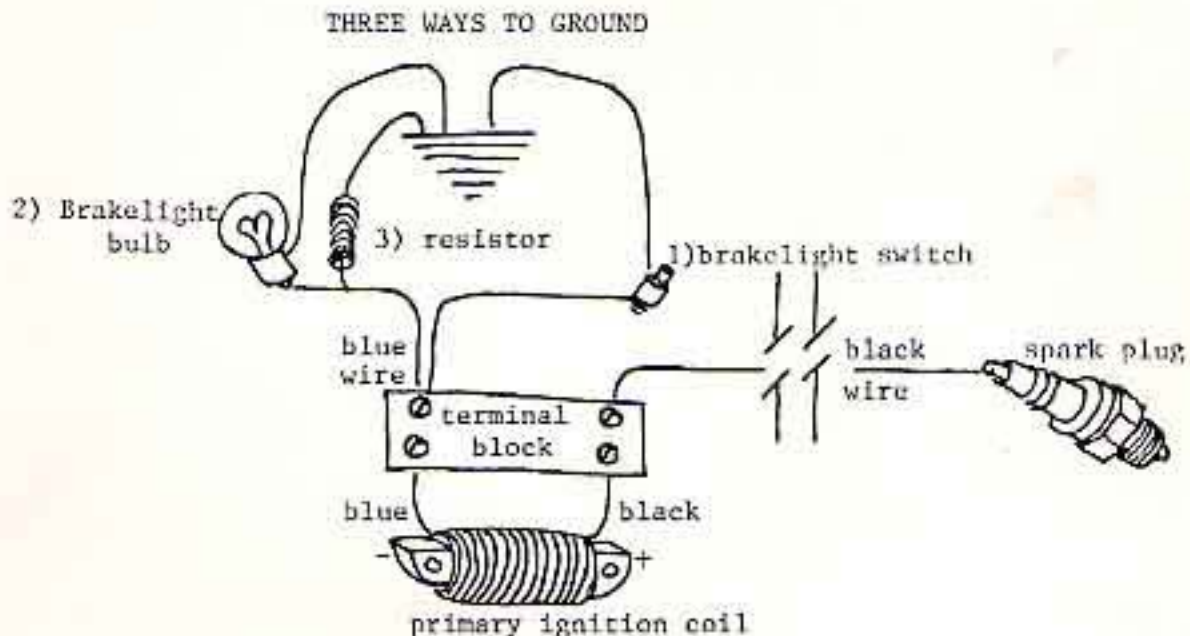 THREE WAYS TO GROUND
2) Brakelight
bulb
3) resistor
1)brakelight switch
blue
wire
black
wire
spark plug
terminal
block
blue
black
-
+
primary ignition coil